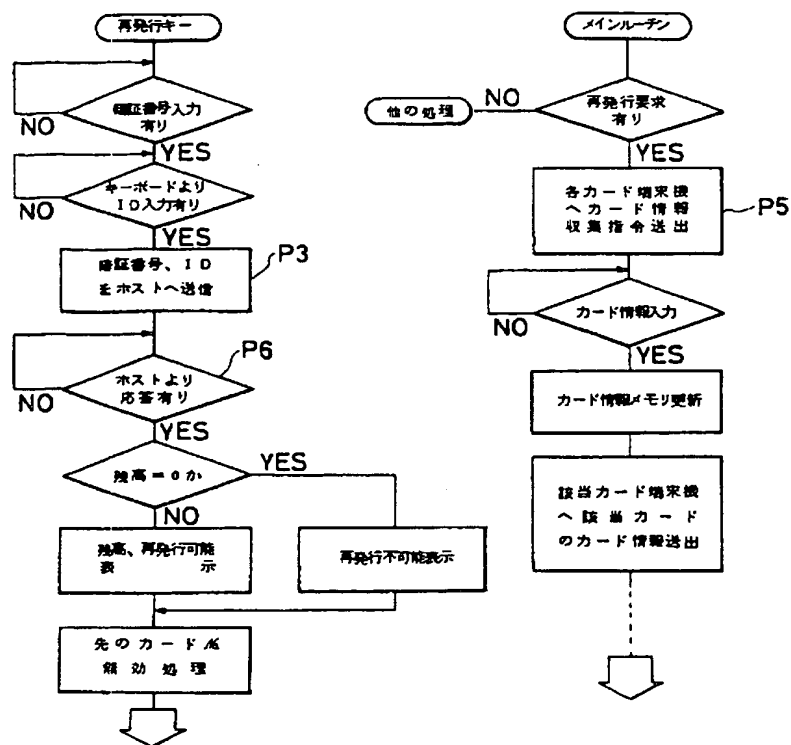 再発行キー
暗証番号入力
有り
NO
YES
キーボードより
ID入力有り
NO
YES
暗証番号、ID
をホストへ送信
P3
ホストより
応答有り
P6
NO
YES
残高=0か
YES
NO
残高、再発行可能
表示
再発行不可能表示
先のカード№
無効処理
メインルーチン
再発行要求
有り
NO
他の処理
YES
各カード端末機
へカード情報
収集指令送出
P5
カード情報入力
NO
YES
カード情報メモリ更新
該当カード端末機
へ該当カード
のカード情報送出